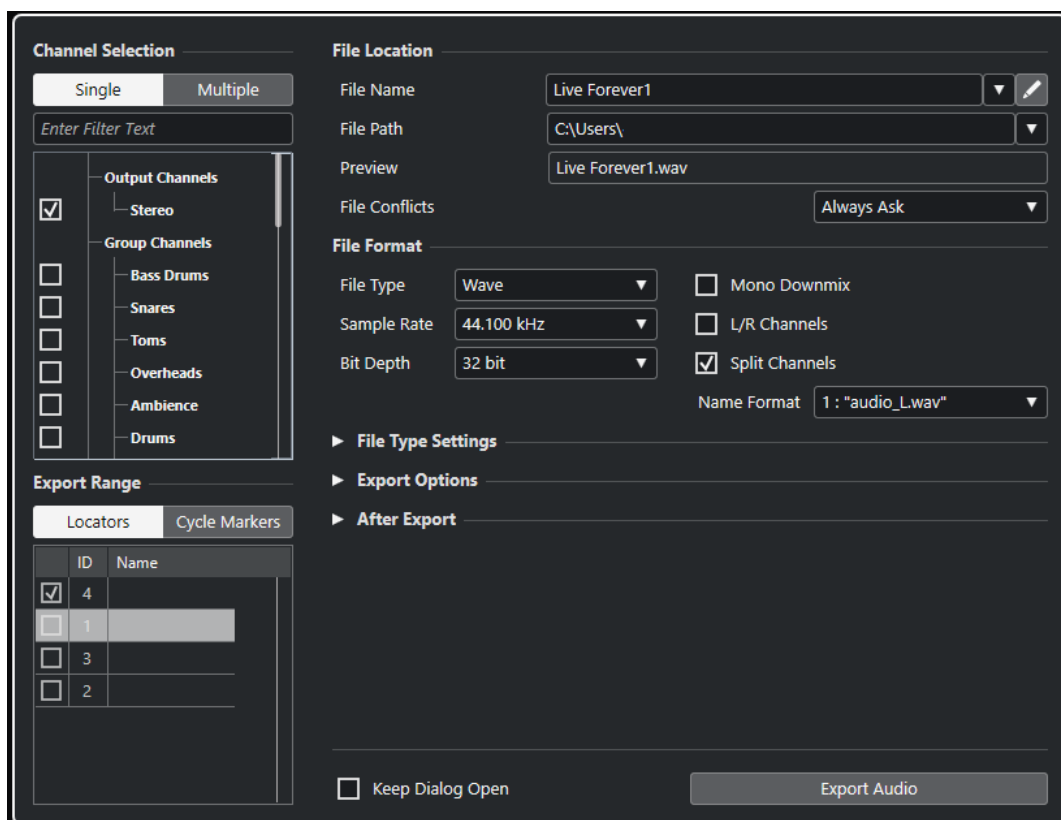 Channel Selection
Single
Multiple
Enter Filter Text
Output Channels
Stereo
Group Channels
Bass Drums
Snares
Toms
Overheads
Ambience
Drums
Export Range
Locators
Cycle Markers
ID Name
4
1
3
2
File Location
File Name Live Forever1
File Path C:\Users\
Preview Live Forever1.wav
File Conflicts Always Ask
File Format
File Type Wave
Sample Rate 44.100 kHz
Bit Depth 32 bit
Mono Downmix
L/R Channels
Split Channels
Name Format 1 : "audio_L.wav"
File Type Settings
Export Options
After Export
Keep Dialog Open
Export Audio